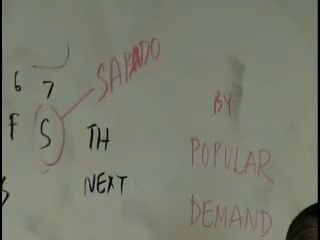 SABADO
6 7
F S TH
NEXT
BY
POPULAR
DEMAND